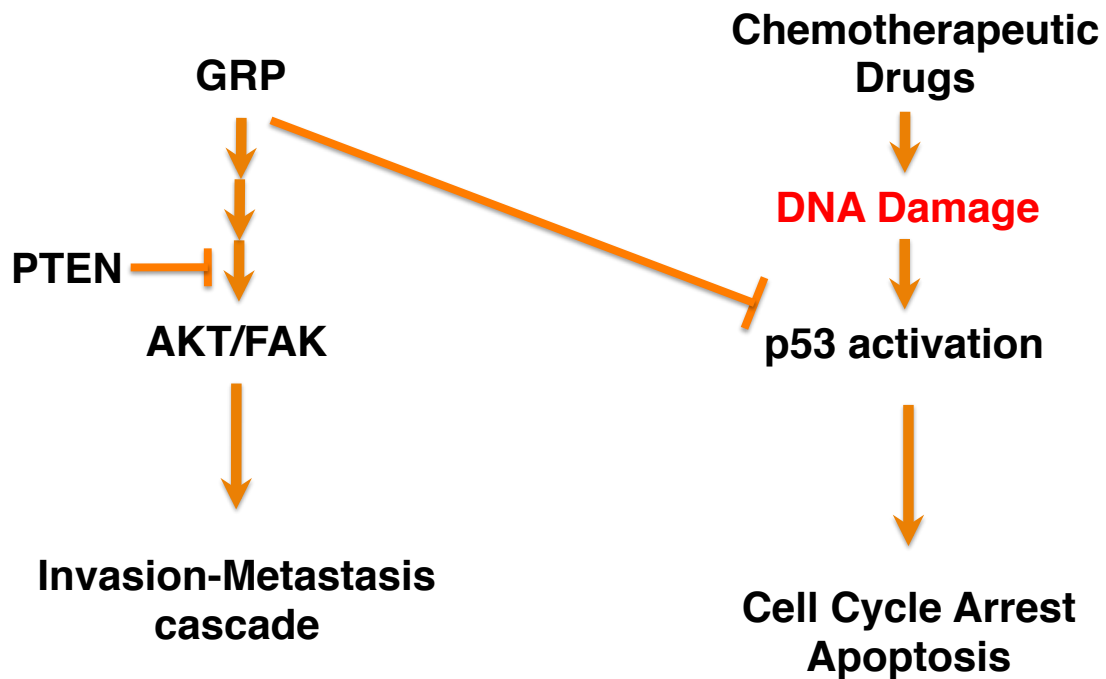 GRP
PTEN
AKT/FAK
Invasion-Metastasis
cascade
Chemotherapeutic
Drugs
DNA Damage
p53 activation
Cell Cycle Arrest
Apoptosis